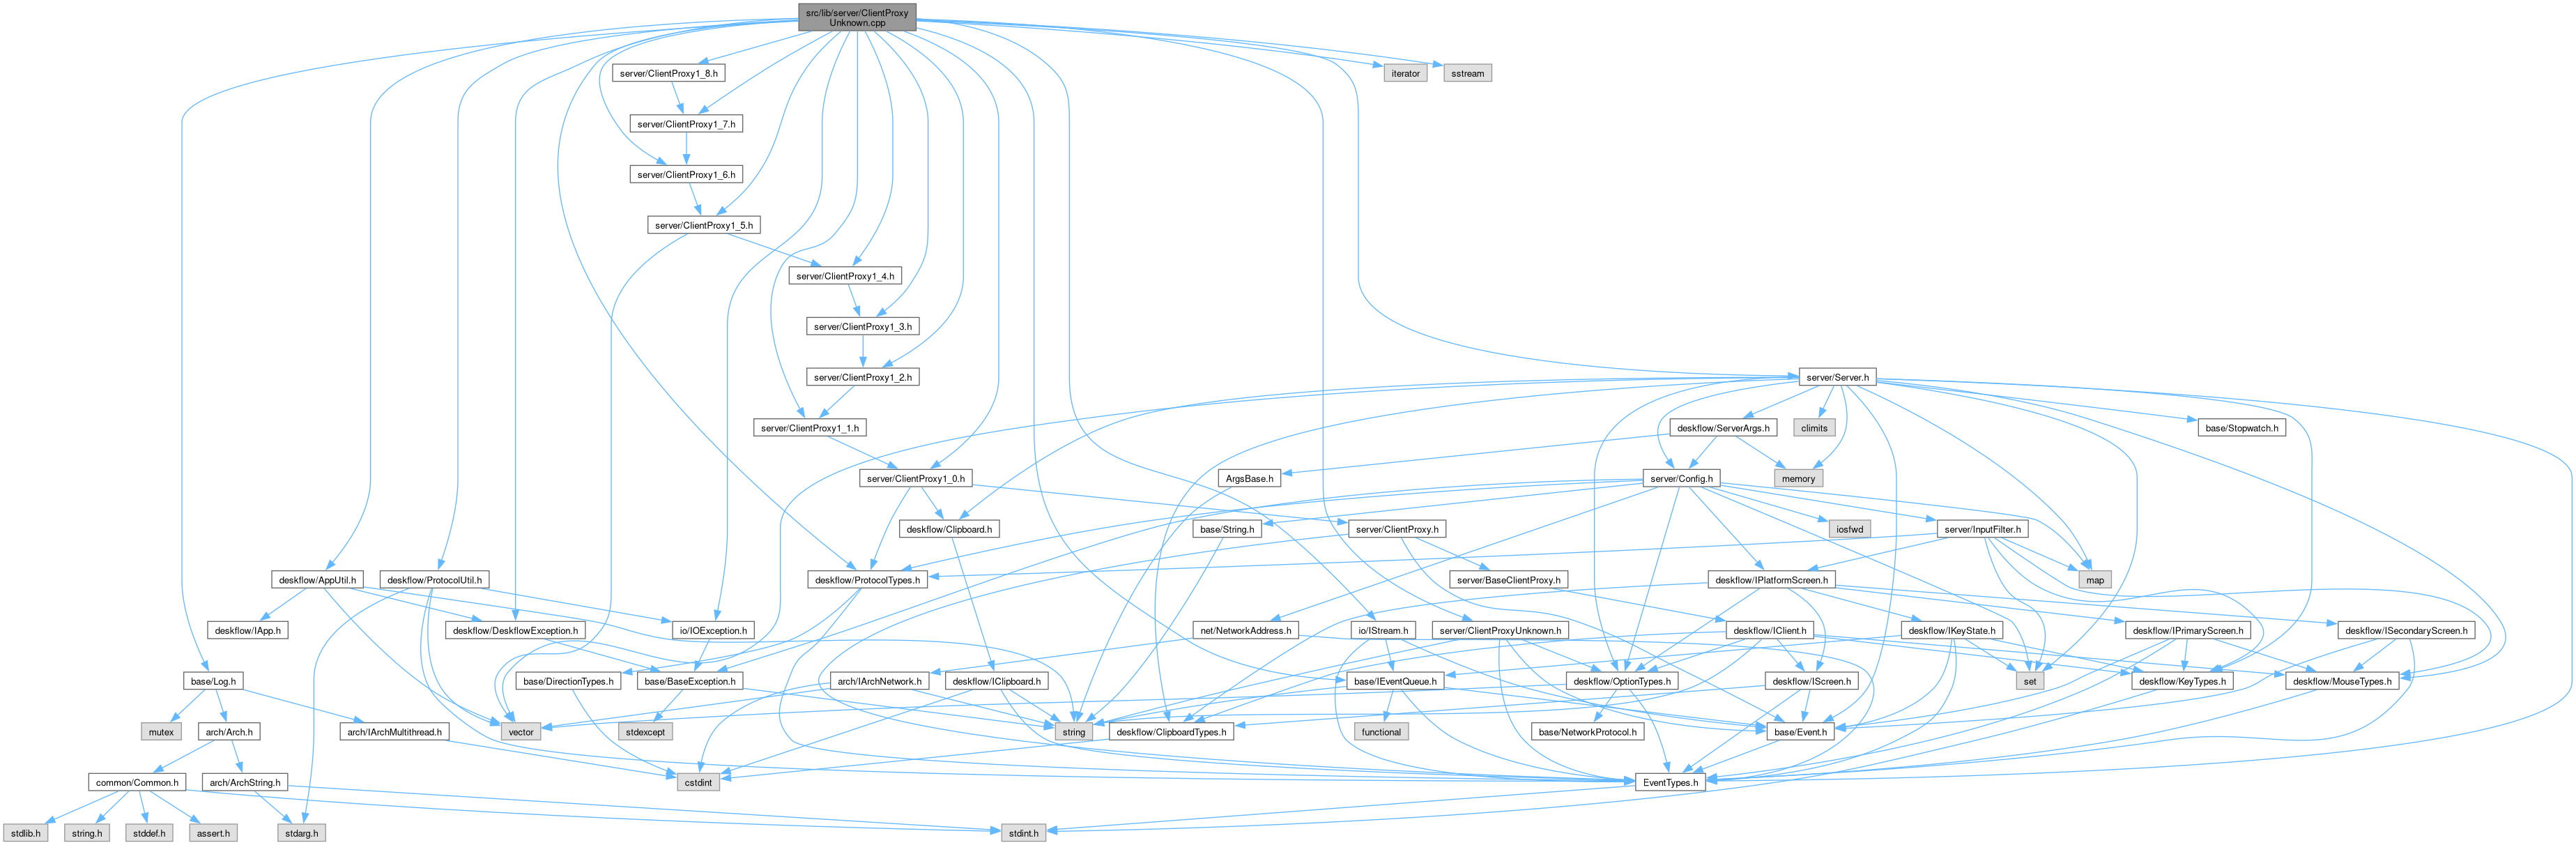 src/lib/server/ClientProxy
Unknown.cpp
server/ClientProxy1_8.h
iterator
sstream
server/ClientProxy1_7.h
server/ClientProxy1_6.h
server/ClientProxy1_5.h
server/ClientProxy1_4.h
server/ClientProxy1_3.h
server/ClientProxy1_2.h
server/Server.h
server/ClientProxy1_1.h
deskflow/ServerArgs.h
climits
base/Stopwatch.h
server/ClientProxy1_0.h
ArgsBase.h
server/Config.h
memory
deskflow/Clipboard.h
base/String.h
server/ClientProxy.h
iosfwd
server/InputFilter.h
deskflow/AppUtil.h
deskflow/ProtocolUtil.h
deskflow/ProtocolTypes.h
server/BaseClientProxy.h
deskflow/IPlatformScreen.h
map
deskflow/IApp.h
deskflow/DeskflowException.h
io/IOException.h
net/NetworkAddress.h
io/IStream.h
server/ClientProxyUnknown.h
deskflow/IClient.h
deskflow/IKeyState.h
deskflow/IPrimaryScreen.h
deskflow/ISecondaryScreen.h
base/Log.h
base/DirectionTypes.h
base/BaseException.h
arch/IArchNetwork.h
deskflow/IClipboard.h
base/IEventQueue.h
deskflow/OptionTypes.h
deskflow/IScreen.h
set
deskflow/KeyTypes.h
deskflow/MouseTypes.h
mutex
arch/Arch.h
arch/IArchMultithread.h
vector
stdexcept
string
deskflow/ClipboardTypes.h
functional
base/NetworkProtocol.h
base/Event.h
common/Common.h
arch/ArchString.h
cstdint
EventTypes.h
stdlib.h
string.h
stddef.h
assert.h
stdarg.h
stdint.h